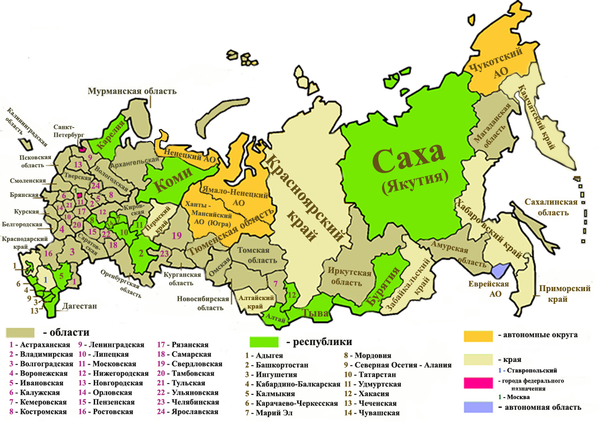 Чукотский
АО
Мурманская область
Калининградская
область
Санкт-
Петербург
Карелия
Камчатский край
Магаданская
область
Псковская
область
Архангельская
Ненецкий АО
Саха
(Якутия)
Смоленская
Тверская
Вологодская
Коми
Ямало-Ненецкий
АО
Красноярский
край
Брянская
Курская
Белгородская
Краснодарский
край
Кировская
Пермский
край
Ханты -
Мансийский
АО (Югра)
Тюменская область
Сахалинская
область
Хабаровский край
Амурская
область
Саратовская
Оренбургская
область
Курганская
область
Омская
Томская
область
Новосибирская
область
Иркутская
область
Бурятия
Забайкальский
край
Еврейская
АО
Приморский
край
Алтайский
край
Алтай
Тыва
Дагестан
- области
1 - Астраханская
2 - Владимирская
3 - Волгоградская
4 - Воронежская
5 - Ивановская
6 - Калужская
7 - Кемеровская
8 - Костромская
9 - Ленинградская
10 - Липецкая
11 - Московская
12 - Нижегородская
13 - Новгородская
14 - Орловская
15 - Пензенская
16 - Ростовская
17 - Рязанская
18 - Самарская
19 - Свердловская
20 - Тамбовская
21 - Тульская
22 - Ульяновская
23 - Челябинская
24 - Ярославская
- республики
1 - Адыгея
2 - Башкортостан
3 - Ингушетия
4 - Кабардино-Балкарская
5 - Калмыкия
6 - Карачаево-Черкесская
7 - Марий Эл
8 - Мордовия
9 - Северная Осетия - Алания
10 - Татарстан
11 - Удмуртская
12 - Хакасия
13 - Чеченская
14 - Чувашская
- автономные округа
- края
1 - Ставропольский
- города федерального
значения
1 - Москва
- автономная область